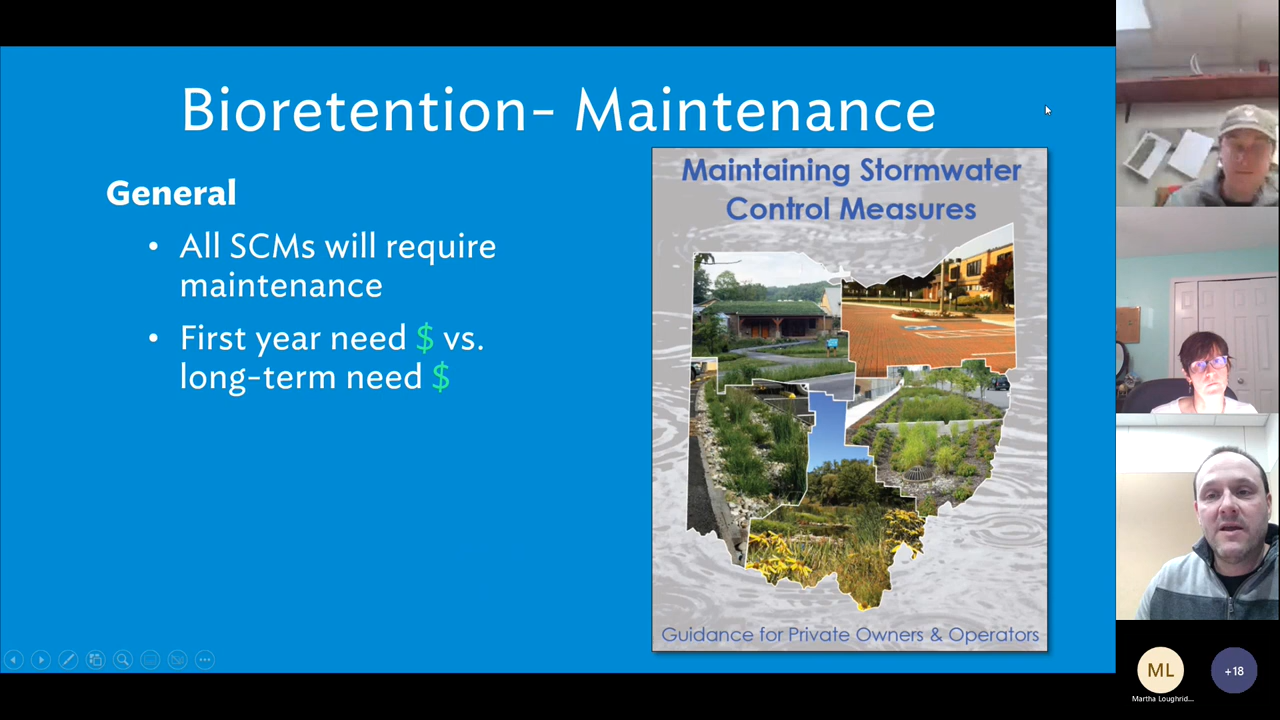 Bioretention- Maintenance
General
• All SCMs will require
maintenance
• First year need $ vs.
long-term need $
Maintaining Stormwater
Control Measures
Guidance for Private Owners & Operators
ML
Martha Loughrid...
+18